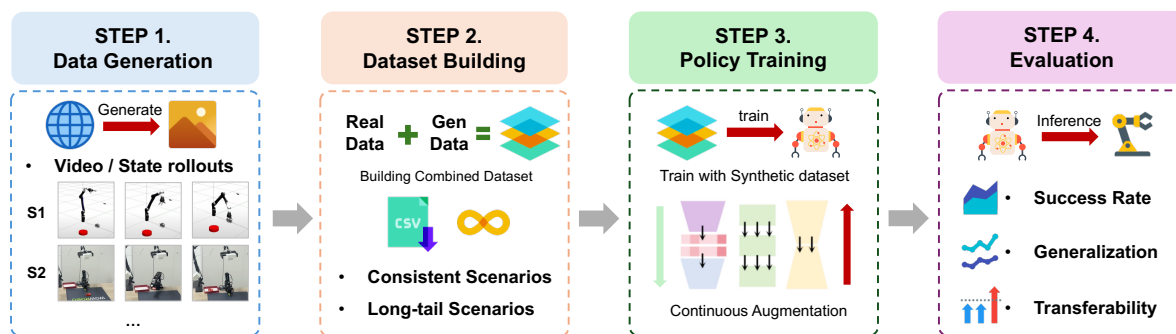 STEP 1.
Data Generation
Generate
• Video / State rollouts
S1
S2
...
STEP 2.
Dataset Building
Real
Data
Gen
Data
Building Combined Dataset
CSV
• Consistent Scenarios
• Long-tail Scenarios
STEP 3.
Policy Training
train
Train with Synthetic dataset
Continuous Augmentation
STEP 4.
Evaluation
Inference
• Success Rate
• Generalization
• Transferability